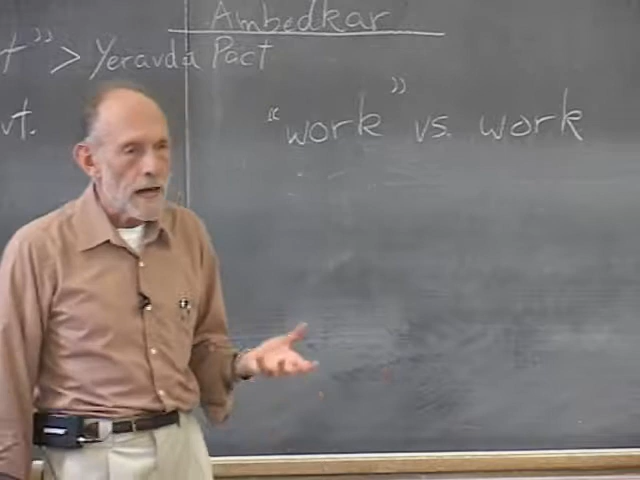 Ambedkar
t" > Yeravda Pact
vt.
"work" vs. work